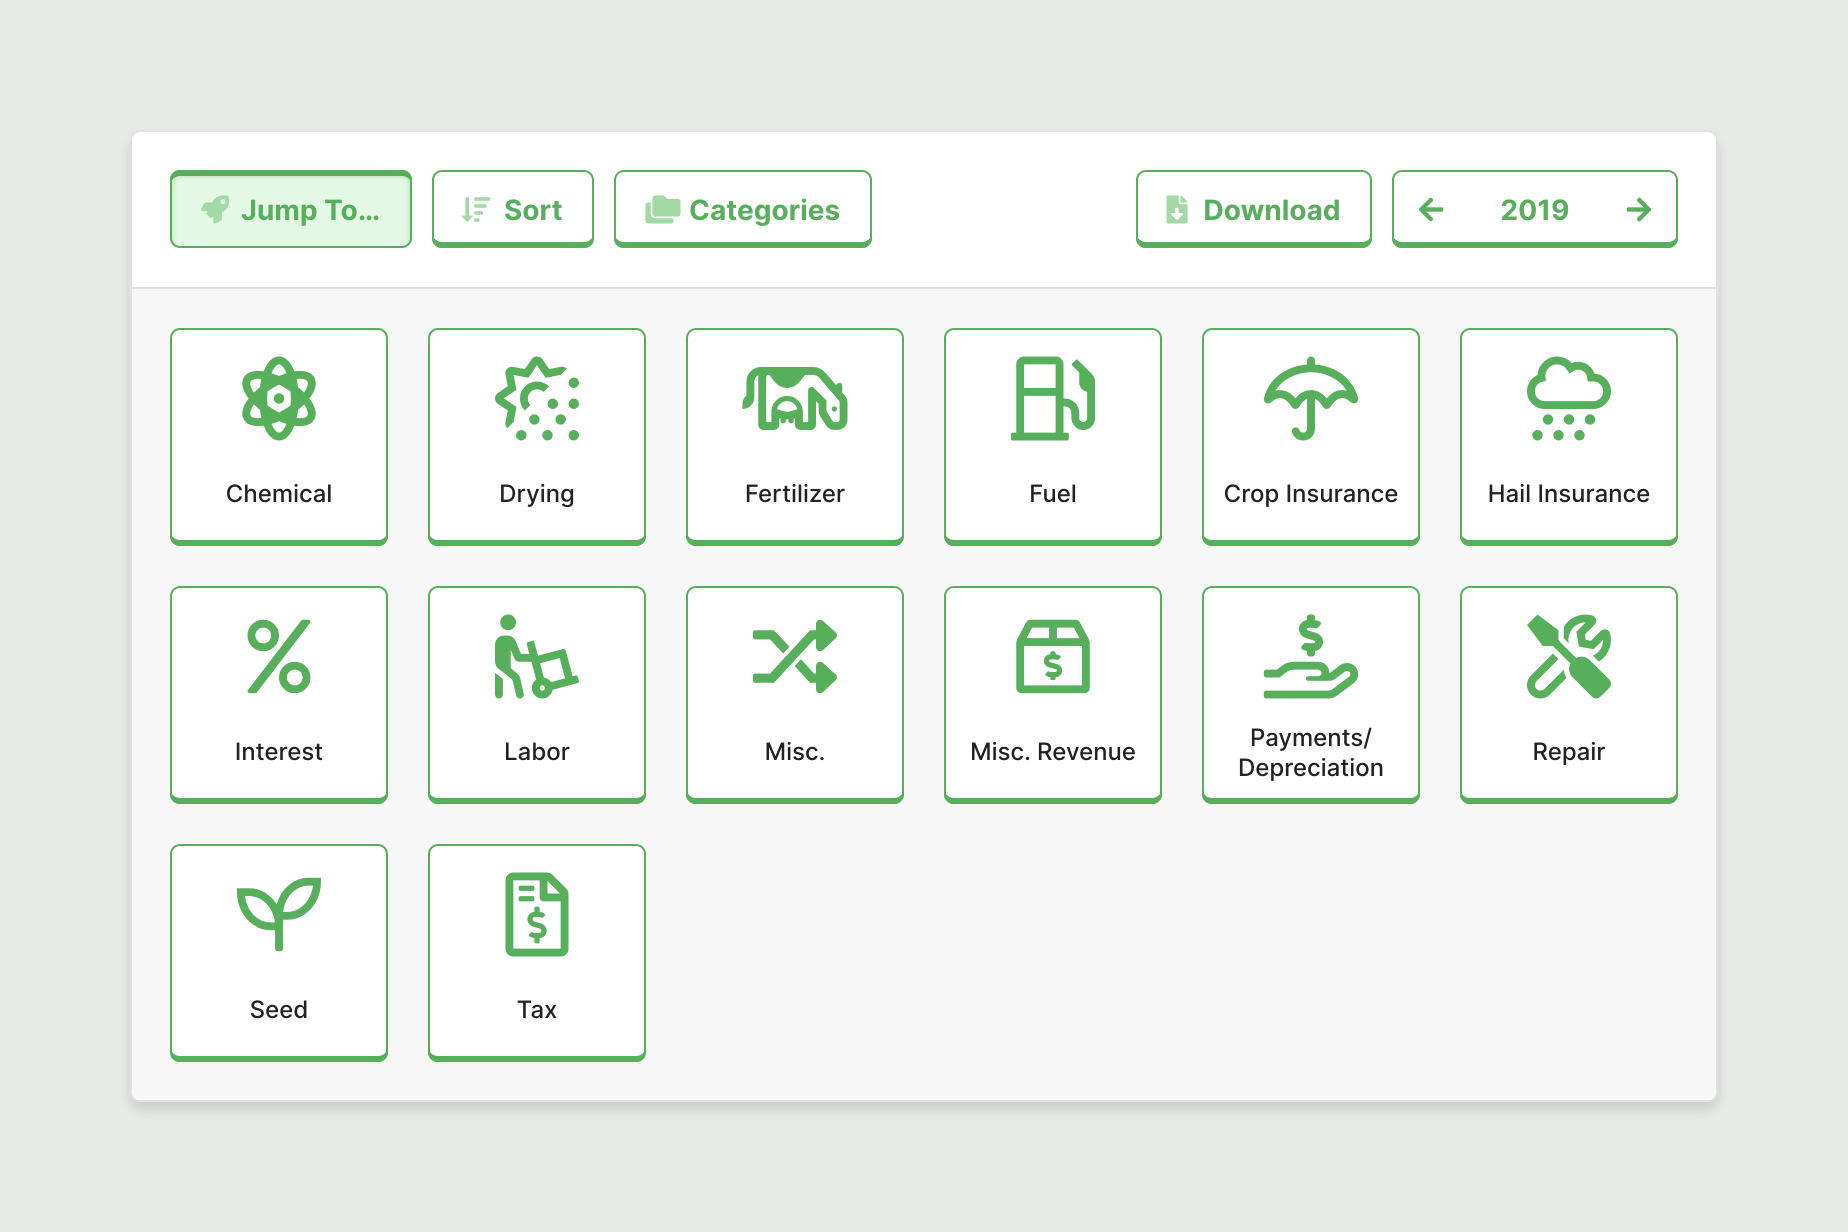 Jump To...
Sort
Categories
Download
2019
Chemical
Drying
Fertilizer
Fuel
Crop Insurance
Hail Insurance
Interest
Labor
Misc.
Misc. Revenue
Payments/
Depreciation
Repair
Seed
Tax